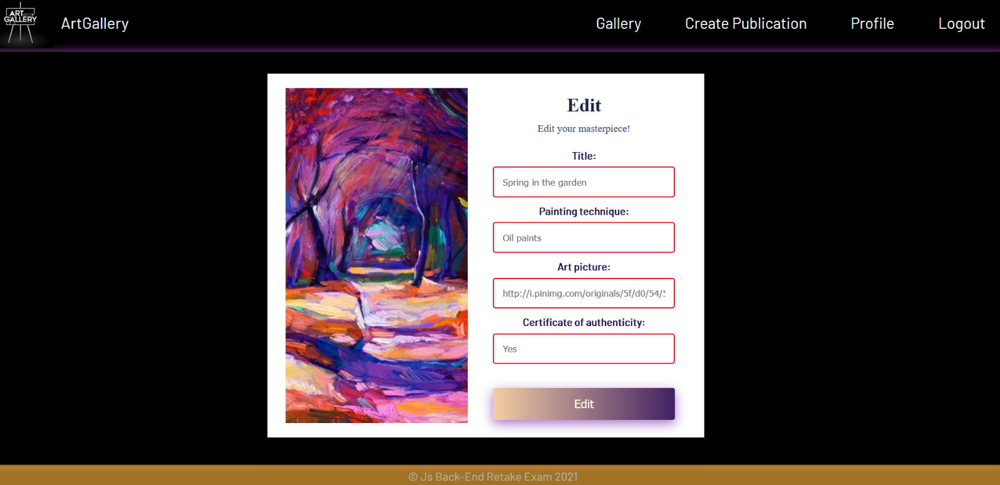 ART
GALLERY
ArtGallery
Gallery
Create Publication
Profile
Logout
Edit
Edit your masterpiece!
Title:
Spring in the garden
Painting technique:
Oil paints
Art picture:
http://i.pinimg.com/originals/5f/d0/54/
Certificate of authenticity:
Yes
Edit
© Js Back-End Retake Exam 2021